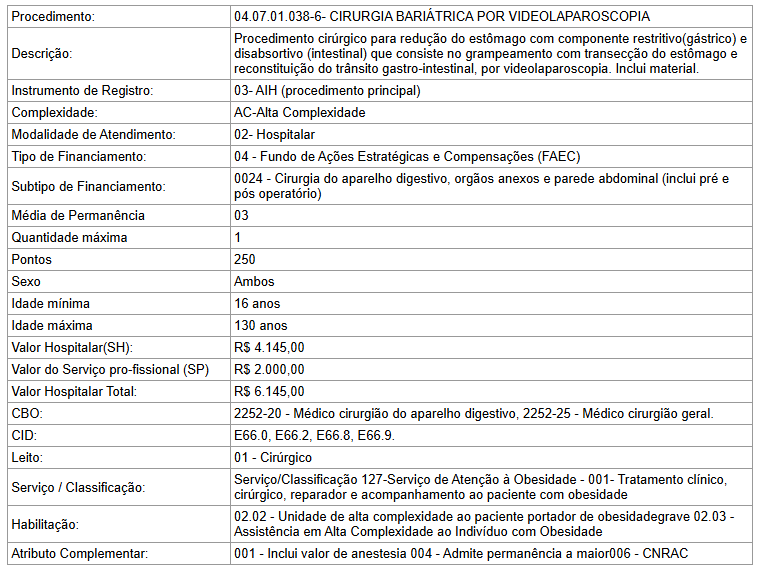 Procedimento: 04.07.01.038-6- CIRURGIA BARIÁTRICA POR VIDEOLAPAROSCOPIA
Descrição: Procedimento cirúrgico para redução do estômago com componente restritivo(gástrico) e
disabsortivo (intestinal) que consiste no grampeamento com transecção do estômago e
reconstituição do trânsito gastro-intestinal, por videolaparoscopia. Inclui material.
Instrumento de Registro: 03- AIH (procedimento principal)
Complexidade: AC-Alta Complexidade
Modalidade de Atendimento: 02- Hospitalar
Tipo de Financiamento: 04 - Fundo de Ações Estratégicas e Compensações (FAEC)
Subtipo de Financiamento: 0024 - Cirurgia do aparelho digestivo, orgãos anexos e parede abdominal (inclui pré e
pós operatório)
Média de Permanência 03
Quantidade máxima 1
Pontos 250
Sexo Ambos
Idade mínima 16 anos
Idade máxima 130 anos
Valor Hospitalar(SH): R$ 4.145,00
Valor do Serviço pro-fissional (SP) R$ 2.000,00
Valor Hospitalar Total: R$ 6.145,00
CBO: 2252-20 - Médico cirurgião do aparelho digestivo, 2252-25 - Médico cirurgião geral.
CID: E66.0, E66.2, E66.8, E66.9.
Leito: 01 - Cirúrgico
Serviço / Classificação: Serviço/Classificação 127-Serviço de Atenção à Obesidade - 001- Tratamento clínico,
cirúrgico, reparador e acompanhamento ao paciente com obesidade
Habilitação: 02.02 - Unidade de alta complexidade ao paciente portador de obesidadegrave 02.03 -
Assistência em Alta Complexidade ao Indivíduo com Obesidade
Atributo Complementar: 001 - Inclui valor de anestesia 004 - Admite permanência a maior006 - CNRAC